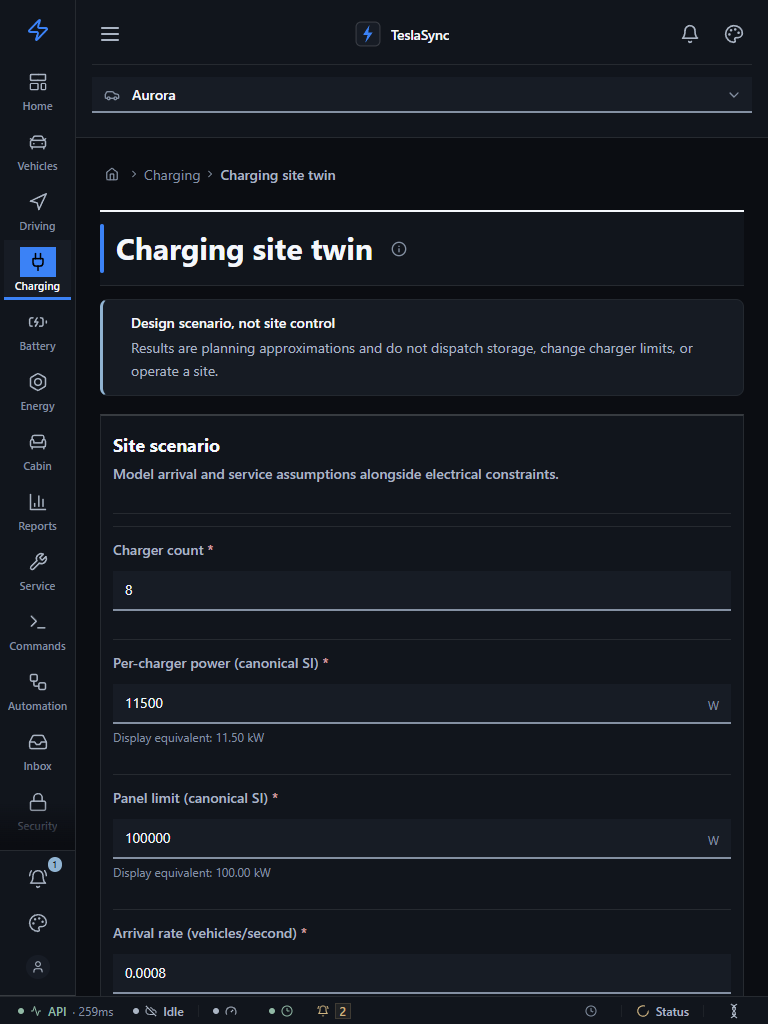 TeslaSync
Aurora
Home
Vehicles
Driving
Charging
Battery
Energy
Cabin
Reports
Service
Commands
Automation
Inbox
Security
1
Charging > Charging site twin
Charging site twin
Design scenario, not site control
Results are planning approximations and do not dispatch storage, change charger limits, or
operate a site.
Site scenario
Model arrival and service assumptions alongside electrical constraints.
Charger count *
8
Per-charger power (canonical SI) *
11500 W
Display equivalent: 11.50 kW
Panel limit (canonical SI) *
100000 W
Display equivalent: 100.00 kW
Arrival rate (vehicles/second) *
0.0008
API · 259ms Idle 2 Status